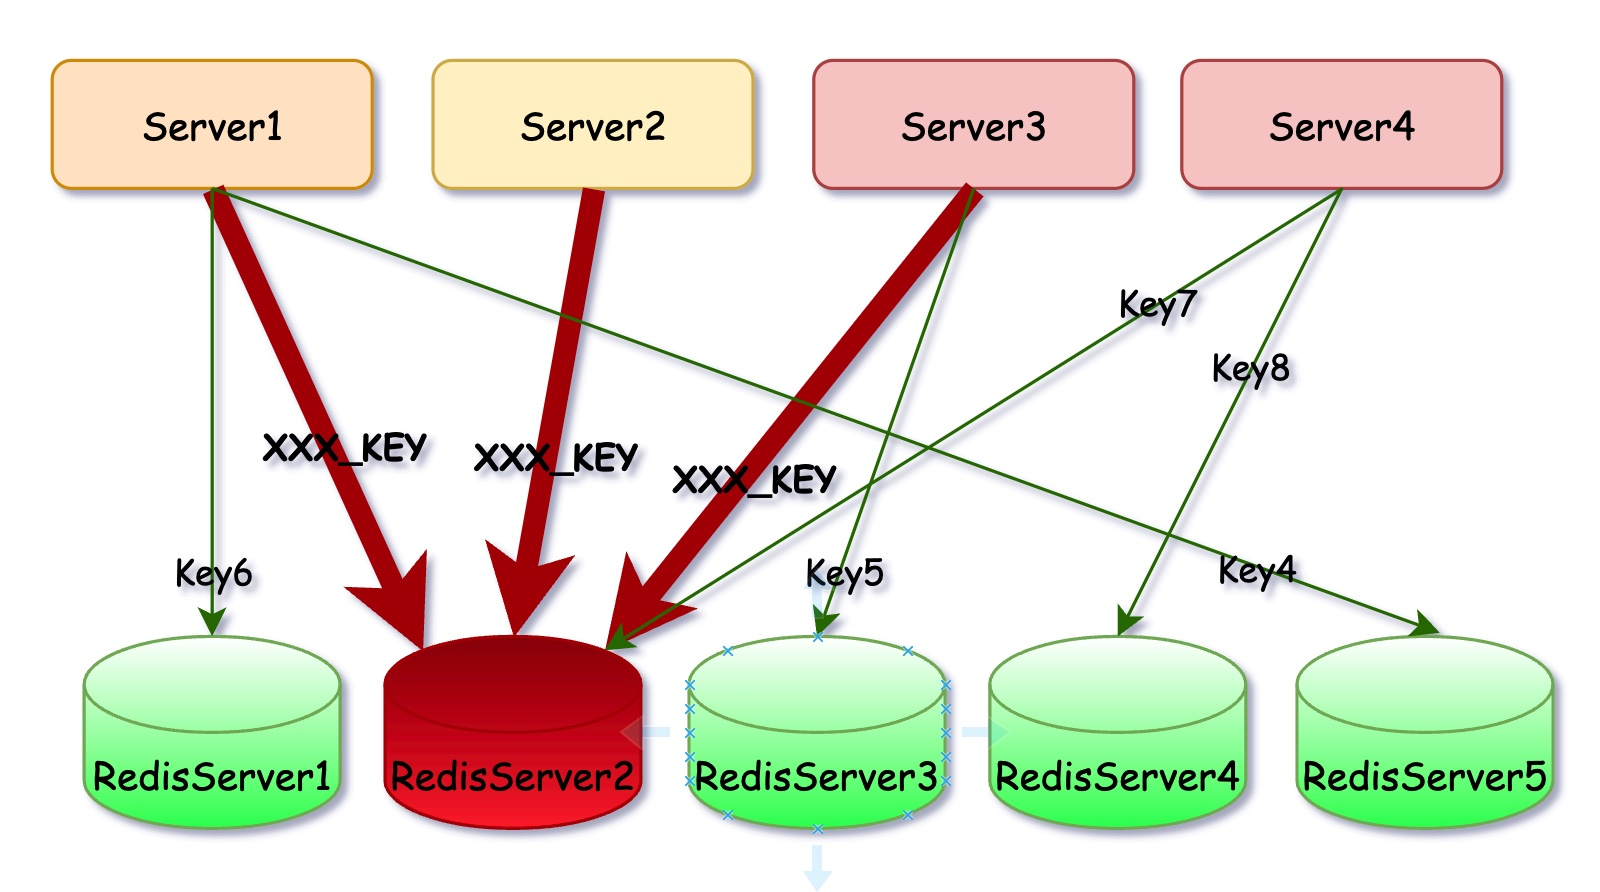 Server1
Server2
Server3
Server4
Key7
Key8
XXX_KEY
XXX_KEY
XXX_KEY
Key6
Key5
Key4
RedisServer1
RedisServer2
RedisServer3
RedisServer4
RedisServer5